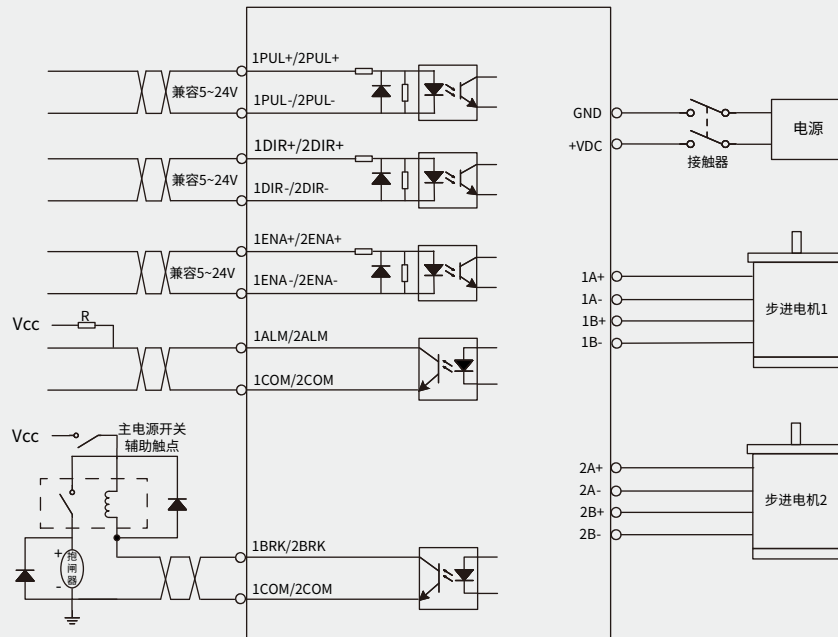 1PUL+/2PUL+
兼容5~24V
1PUL-/2PUL-
1DIR+/2DIR+
兼容5~24V
1DIR-/2DIR-
1ENA+/2ENA+
兼容5~24V
1ENA-/2ENA-
Vcc
R
1ALM/2ALM
1COM/2COM
Vcc
主电源开关
辅助触点
1BRK/2BRK
+
抱
闸
器
-
1COM/2COM
GND
+VDC
接触器
电源
1A+
1A-
1B+
1B-
步进电机1
2A+
2A-
2B+
2B-
步进电机2